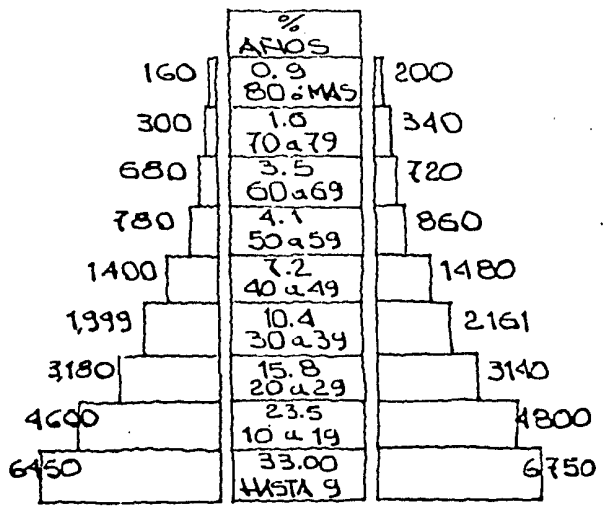 %
AÑOS
160 0.9 200
80 ó MAS
300 1.6 340
70 a 79
680 3.5 720
60 a 69
780 4.1 860
50 a 59
1400 7.2 1480
40 a 49
1,999 10.4 2161
30 a 39
3,180 15.8 3140
20 a 29
4600 23.5 4800
10 a 19
6450 33.00 6750
HASTA 9